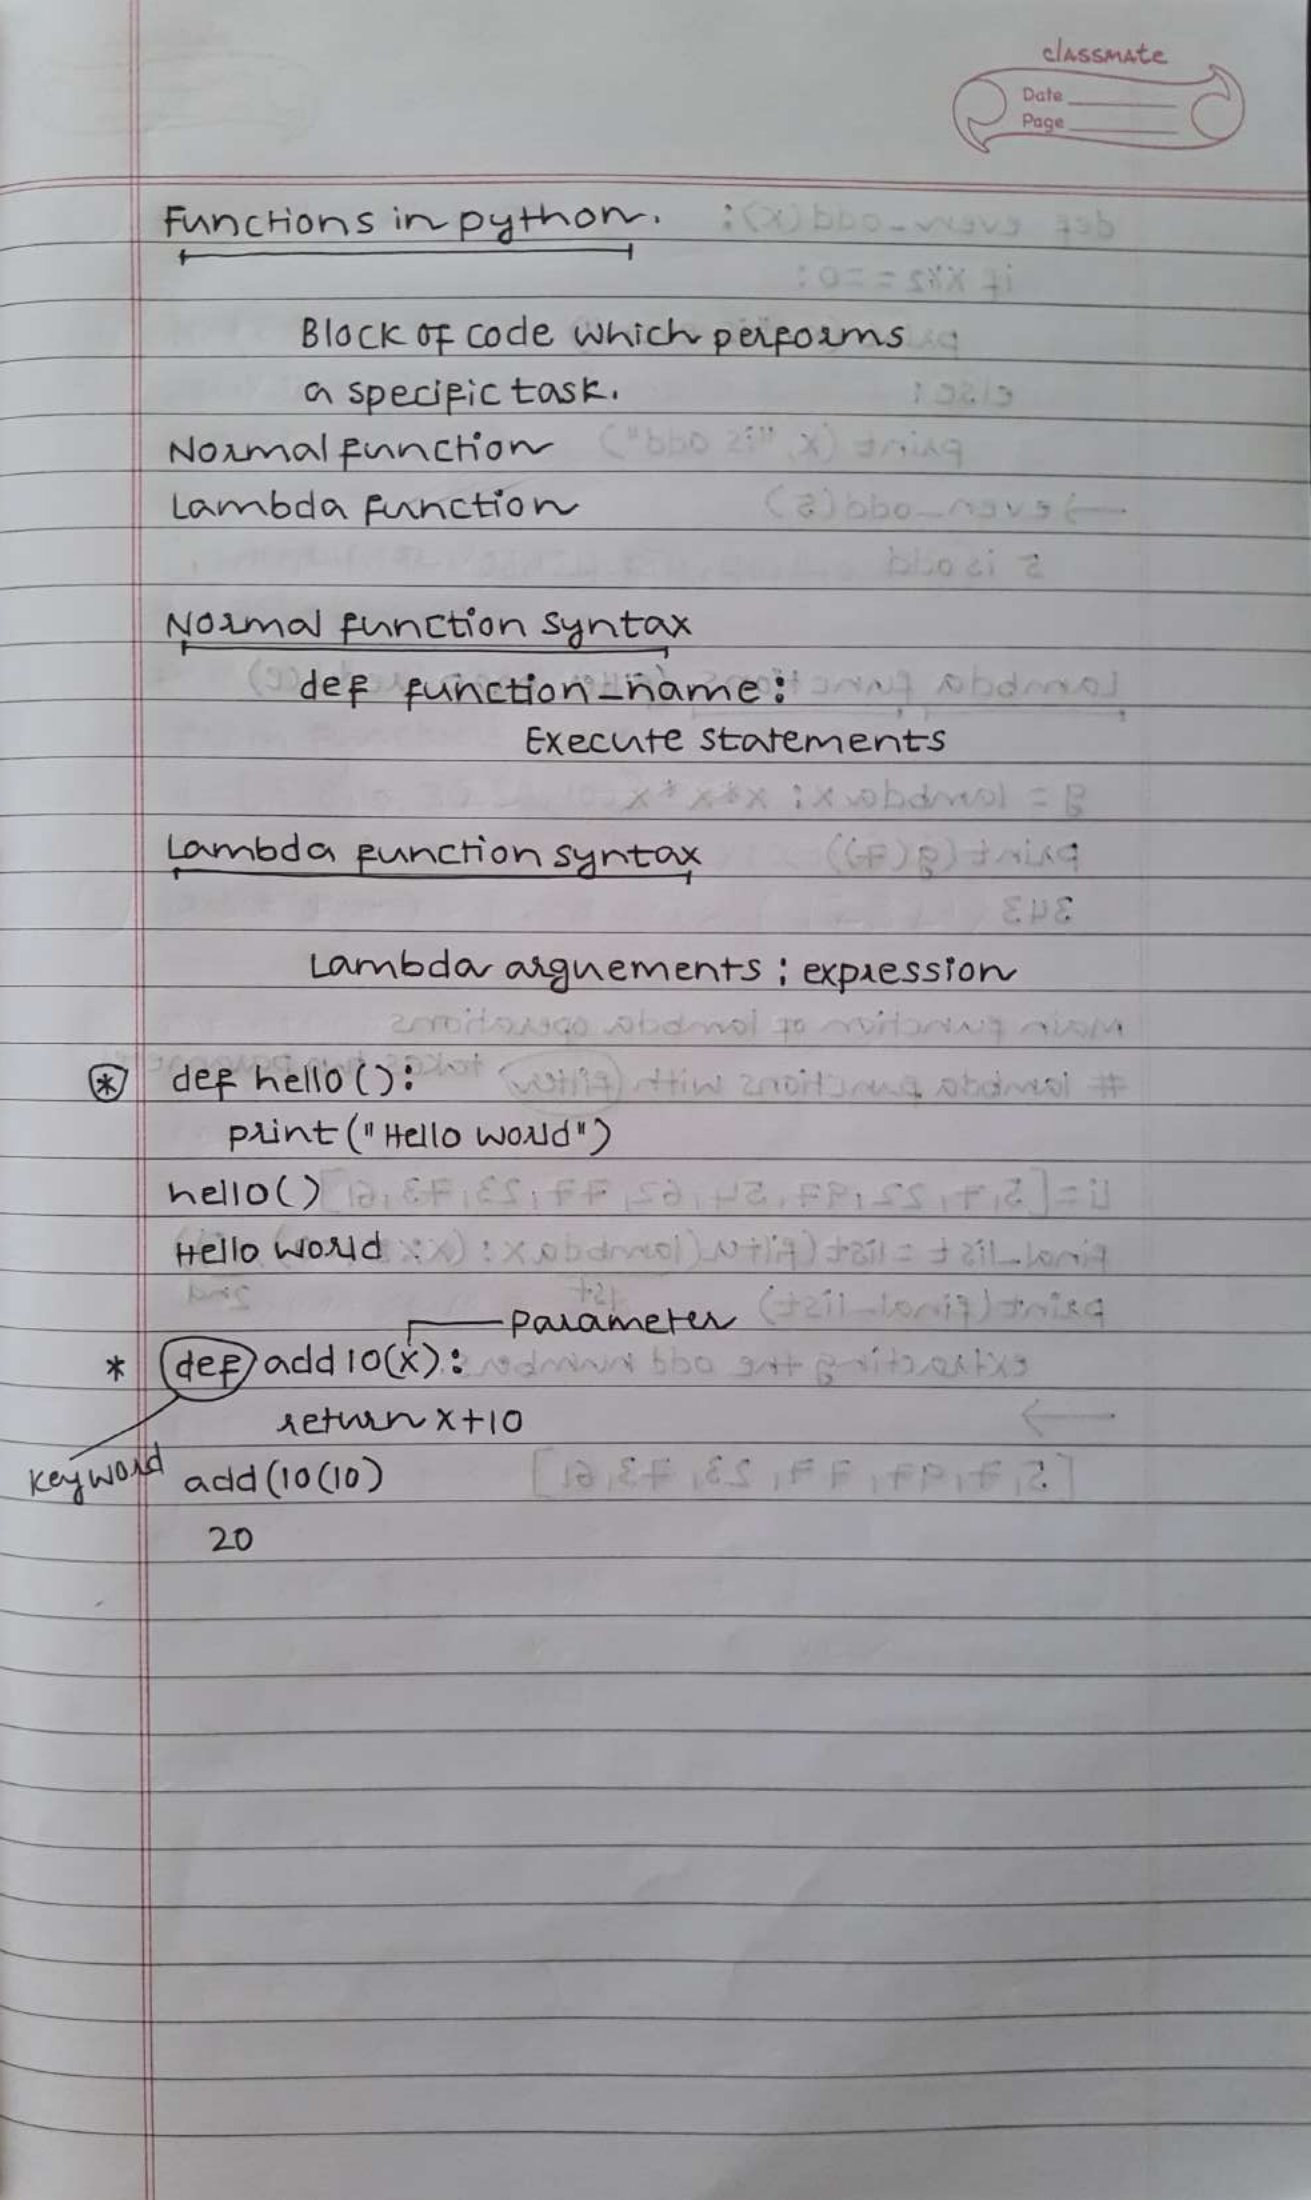 classmate
Date
Page
Functions in python.
Block of code which performs
a specific task.
Normal function
Lambda function
Normal function syntax
def function_name:
Execute statements
Lambda function syntax
Lambda arguements : expression
* def hello():
print("Hello world")
hello()
Hello world
Parameter
* def add10(x):
return x+10
keyword
add(10(10)
20